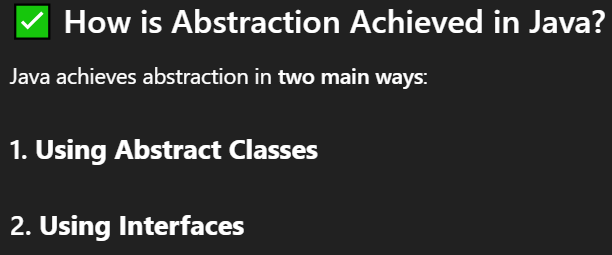 ✅ How is Abstraction Achieved in Java?
Java achieves abstraction in two main ways:
1. Using Abstract Classes
2. Using Interfaces